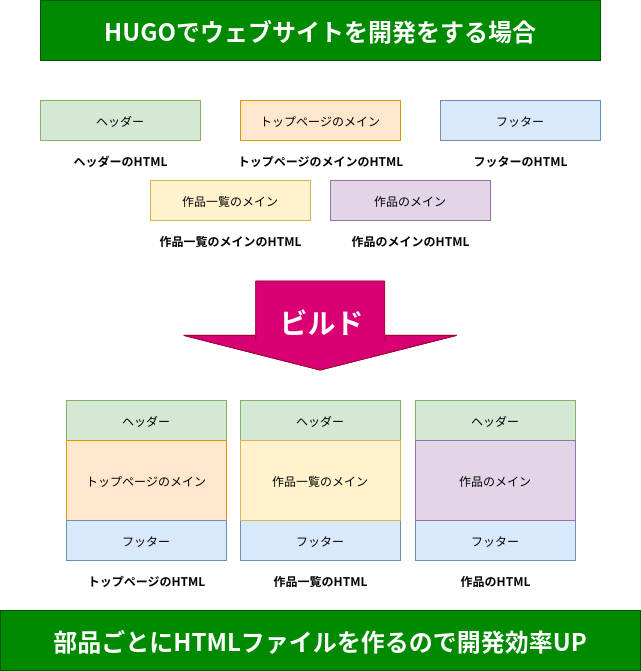 HUGOでウェブサイトを開発をする場合
ヘッダー
トップページのメイン
フッター
ヘッダーのHTML
トップページのメインのHTML
フッターのHTML
作品一覧のメイン
作品のメイン
作品一覧のメインのHTML
作品のメインのHTML
ビルド
ヘッダー
ヘッダー
ヘッダー
トップページのメイン
作品一覧のメイン
作品のメイン
フッター
フッター
フッター
トップページのHTML
作品一覧のHTML
作品のHTML
部品ごとにHTMLファイルを作るので開発効率UP